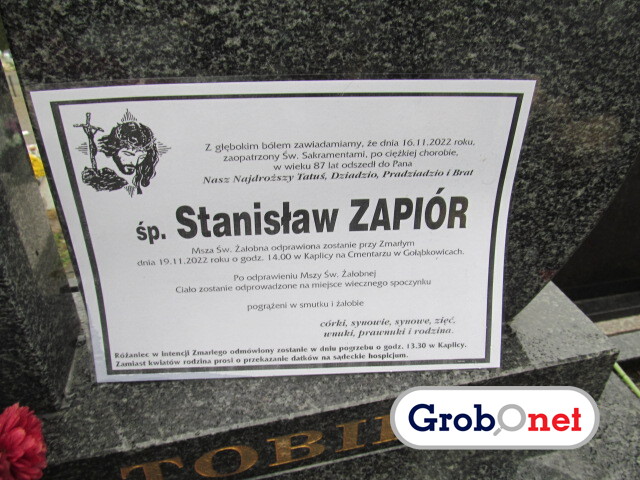 Z głębokim bólem zawiadamiamy, że dnia 16.11.2022 roku,
zaopatrzony Św. Sakramentami, po ciężkiej chorobie,
w wieku 87 lat odszedł do Pana
Nasz Najdroższy Tatuś, Dziadzio, Pradziadzio i Brat
śp. Stanisław ZAPIÓR
Msza Św. Żałobna odprawiona zostanie przy Zmarłym
dnia 19.11.2022 roku o godz. 14.00 w Kaplicy na Cmentarzu w Gołąbkowicach.
Po odprawieniu Mszy Św. Żałobnej
Ciało zostanie odprowadzone na miejsce wiecznego spoczynku
pogrążeni w smutku i żałobie
córki, synowie, synowe, zięć,
wnuki, prawnuki i rodzina.
Różaniec w intencji Zmarłego odmówiony zostanie w dniu pogrzebu o godz. 13.30 w Kaplicy.
Zamiast kwiatów rodzina prosi o przekazanie datków na sądeckie hospicjum.
TOBI
Grobonet